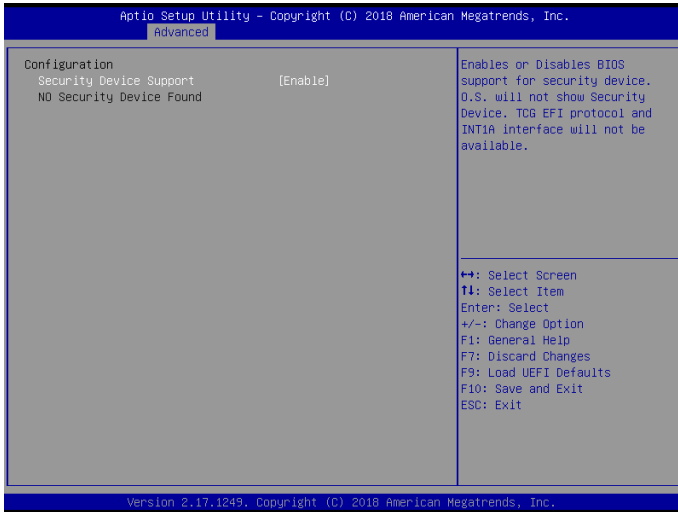 Aptio Setup Utility – Copyright (C) 2018 American Megatrends, Inc.
Advanced
Configuration
Security Device Support [Enable]
NO Security Device Found
Enables or Disables BIOS
support for security device.
O.S. will not show Security
Device. TCG EFI protocol and
INT1A interface will not be
available.
↔: Select Screen
↑↓: Select Item
Enter: Select
+/-: Change Option
F1: General Help
F7: Discard Changes
F9: Load UEFI Defaults
F10: Save and Exit
ESC: Exit
Version 2.17.1249. Copyright (C) 2018 American Megatrends, Inc.